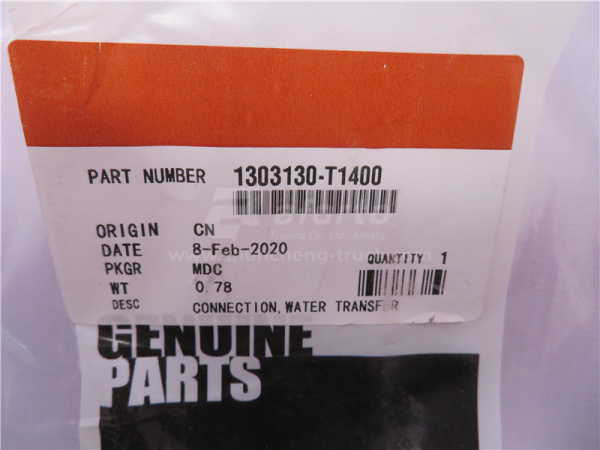 PART NUMBER 1303130-T1400
ORIGIN CN
DATE 8-Feb-2020
PKGR MDC
QUANTITY 1
WT 0.78
DESC CONNECTION, WATER TRANSFER
GENUINE
PARTS